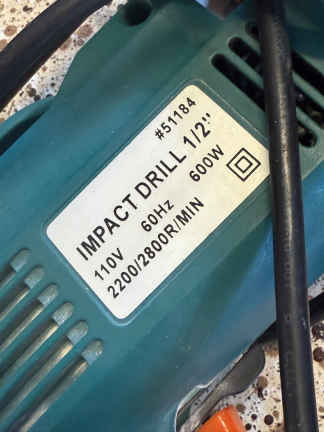 #51184
IMPACT DRILL 1/2"
110V 60Hz 600W
2200/2800R/MIN